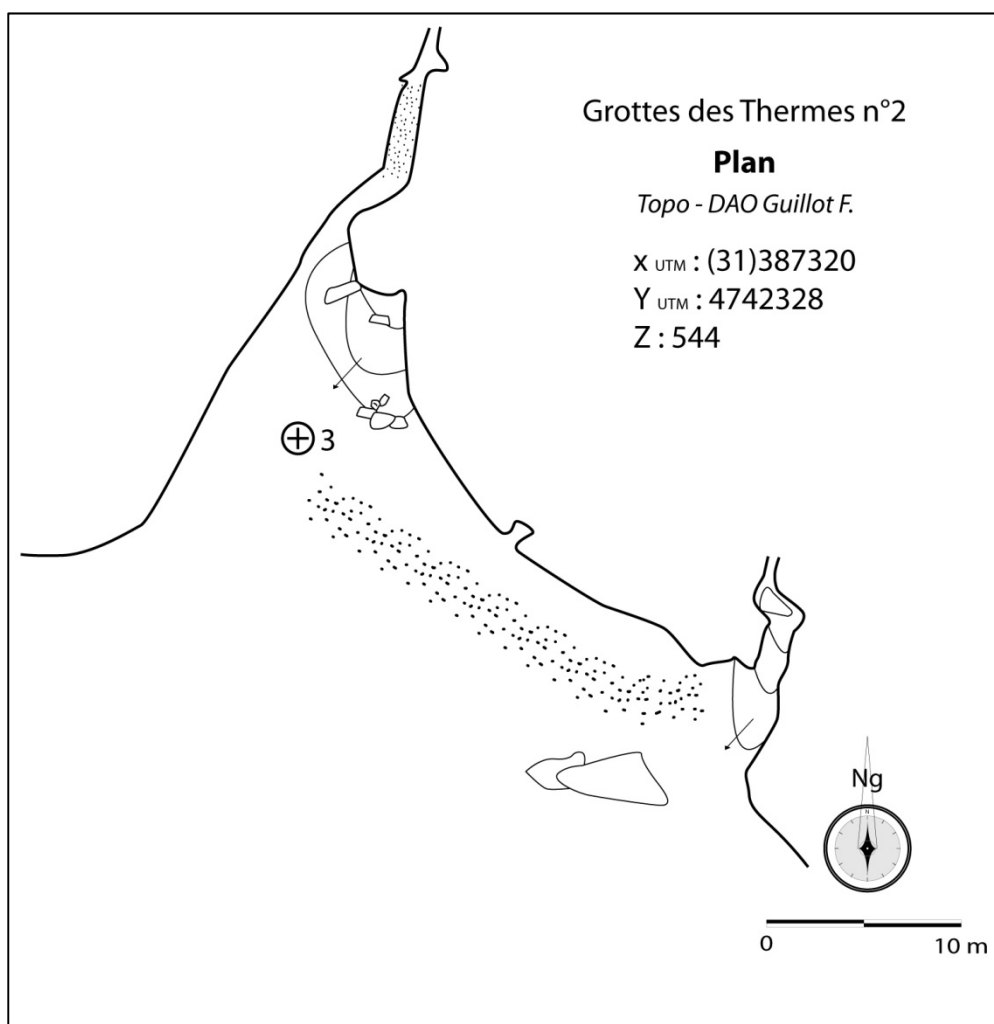 Grottes des Thermes n°2
Plan
Topo - DAO Guillot F.
x UTM : (31)387320
Y UTM : 4742328
Z : 544
3
Ng
N
0 10 m